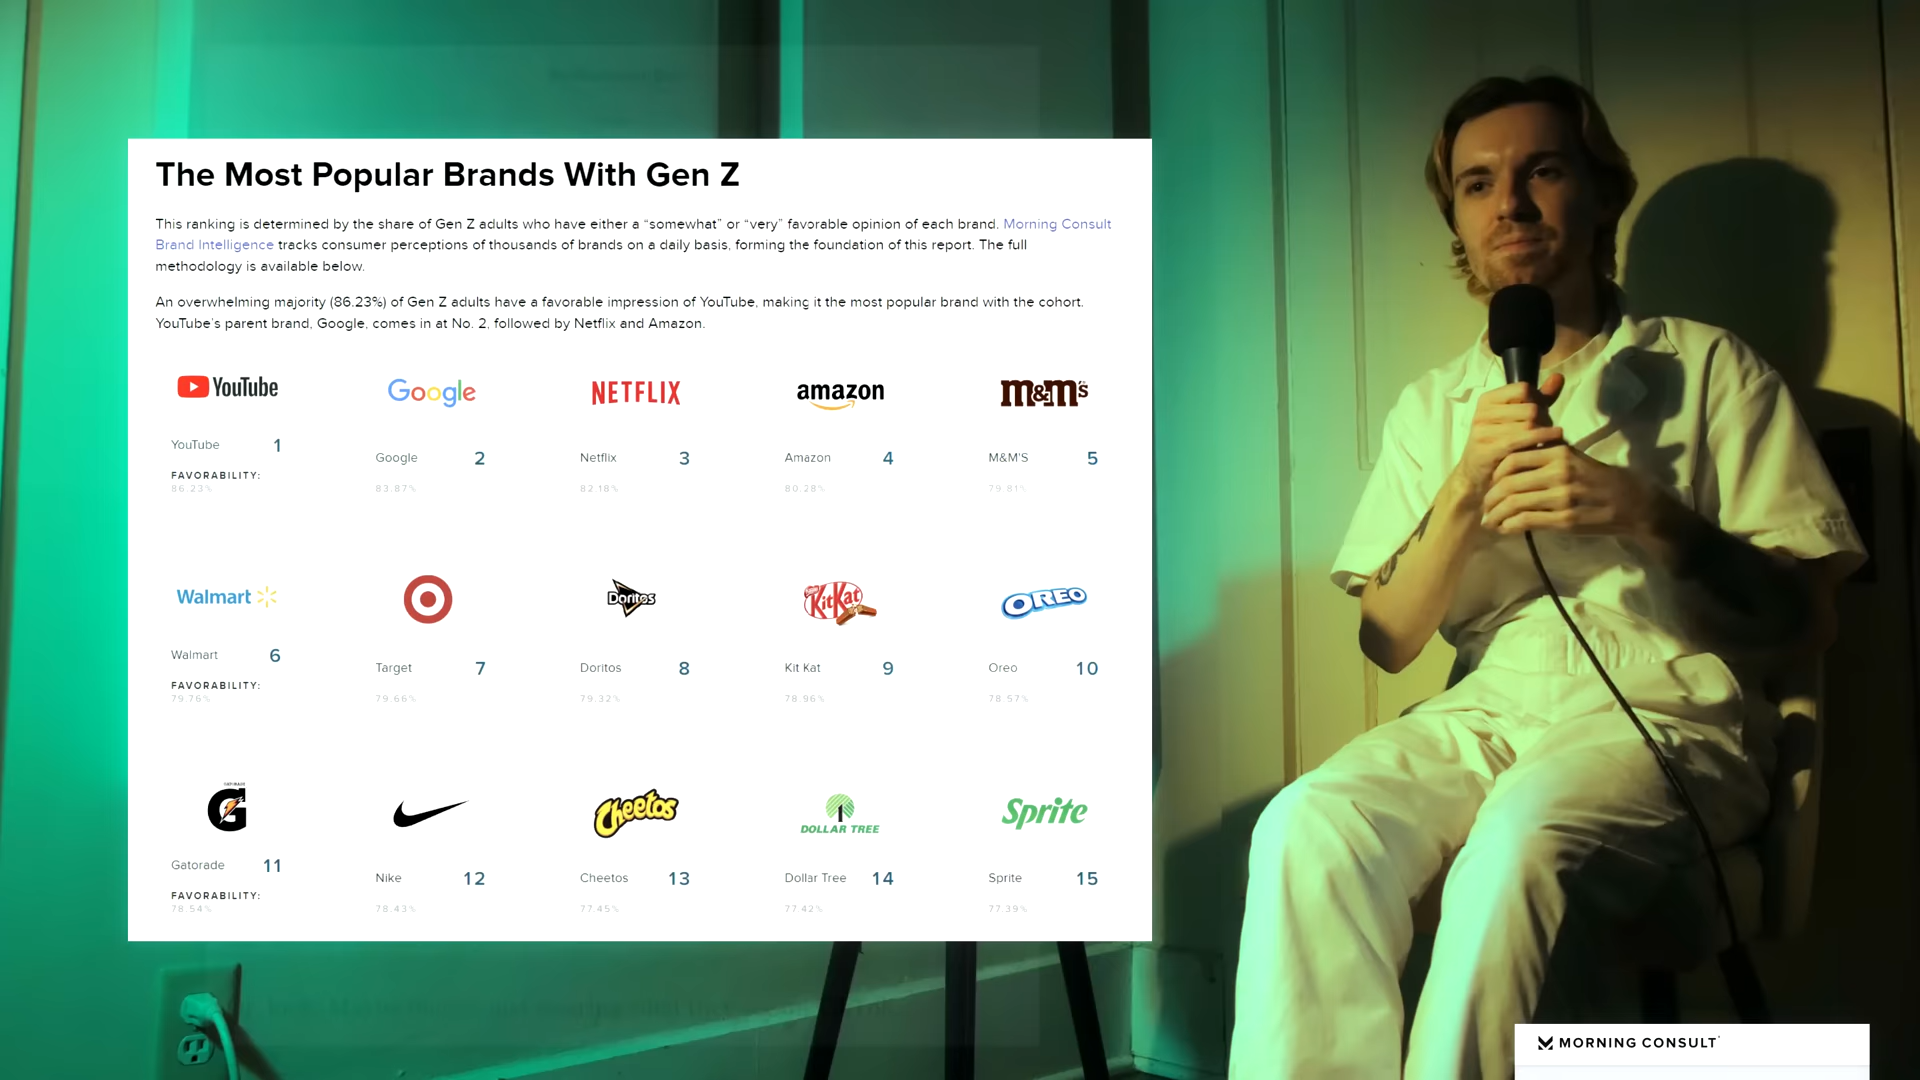 The Most Popular Brands With Gen Z
This ranking is determined by the share of Gen Z adults who have either a “somewhat” or “very” favorable opinion of each brand. Morning Consult
Brand Intelligence tracks consumer perceptions of thousands of brands on a daily basis, forming the foundation of this report. The full
methodology is available below.
An overwhelming majority (86.23%) of Gen Z adults have a favorable impression of YouTube, making it the most popular brand with the cohort.
YouTube’s parent brand, Google, comes in at No. 2, followed by Netflix and Amazon.
YouTube Google NETFLIX amazon m&m's
YouTube 1 Google 2 Netflix 3 Amazon 4 M&M'S 5
FAVORABILITY:
86.23% 83.87% 82.18% 80.28% 79.81%
Walmart Doritos KitKat OREO
Walmart 6 Target 7 Doritos 8 Kit Kat 9 Oreo 10
FAVORABILITY:
79.76% 79.66% 79.32% 78.96% 78.57%
G Cheetos DOLLAR TREE Sprite
Gatorade 11 Nike 12 Cheetos 13 Dollar Tree 14 Sprite 15
FAVORABILITY:
78.54% 78.43% 77.45% 77.42% 77.39%
MORNING CONSULT